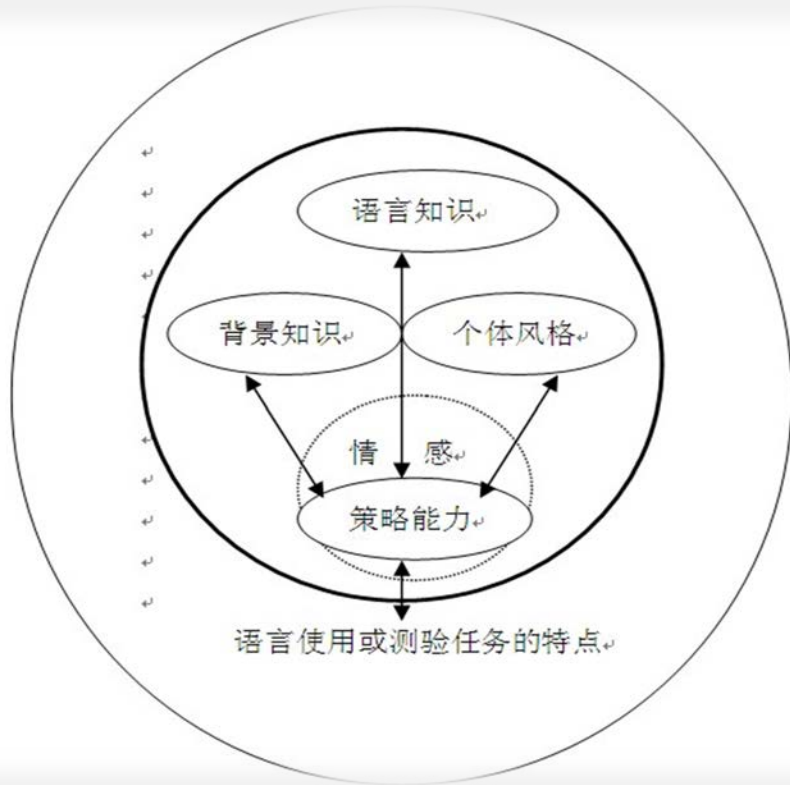 语言知识
背景知识 个体风格
情 感
策略能力
语言使用或测验任务的特点